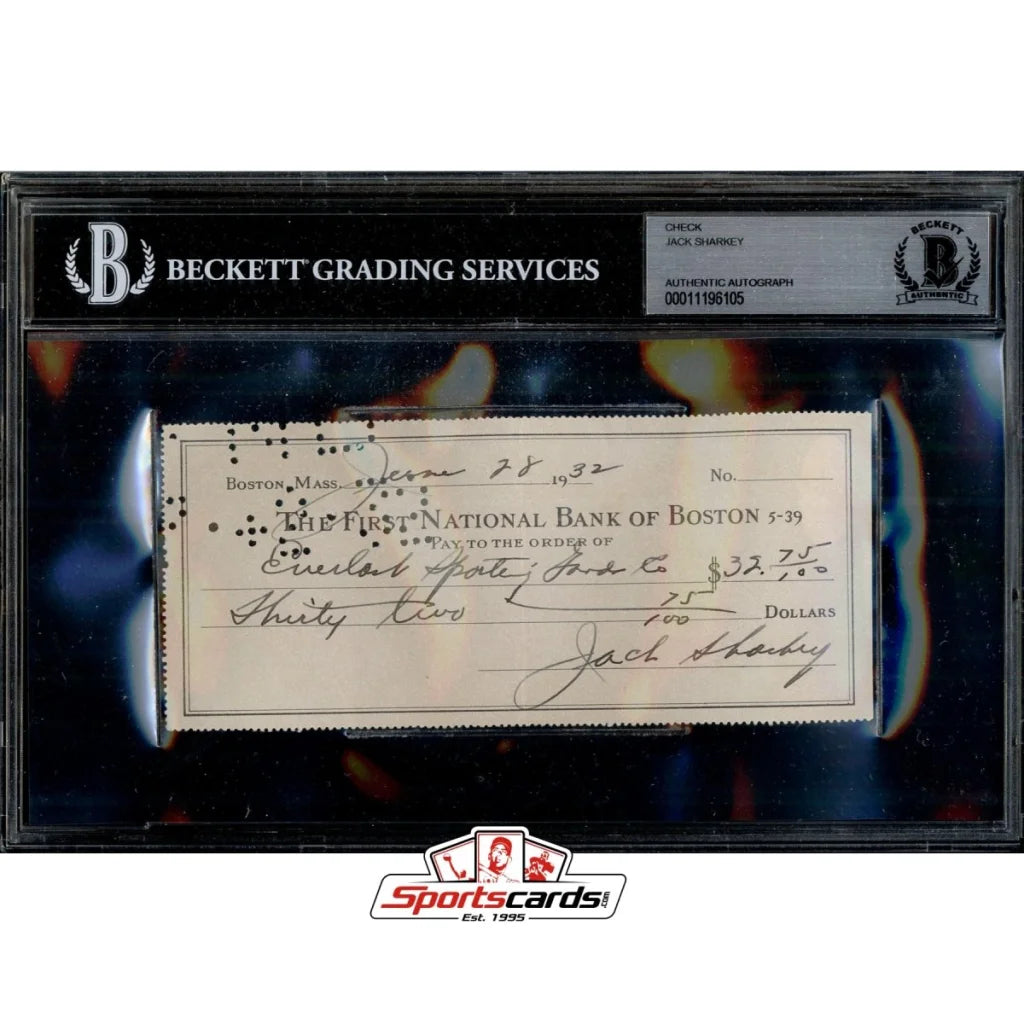 B BECKETT GRADING SERVICES
CHECK
JACK SHARKEY
AUTHENTIC AUTOGRAPH
00011196105
BECKETT
B
AUTHENTIC
BOSTON, MASS. June 28 1932 No.
THE FIRST NATIONAL BANK OF BOSTON 5-39
PAY TO THE ORDER OF
Everlast Sporting Goods Co $32. 75/100
Thirty two 75/100 DOLLARS
Jack Sharkey
Sportscards.com
Est. 1995